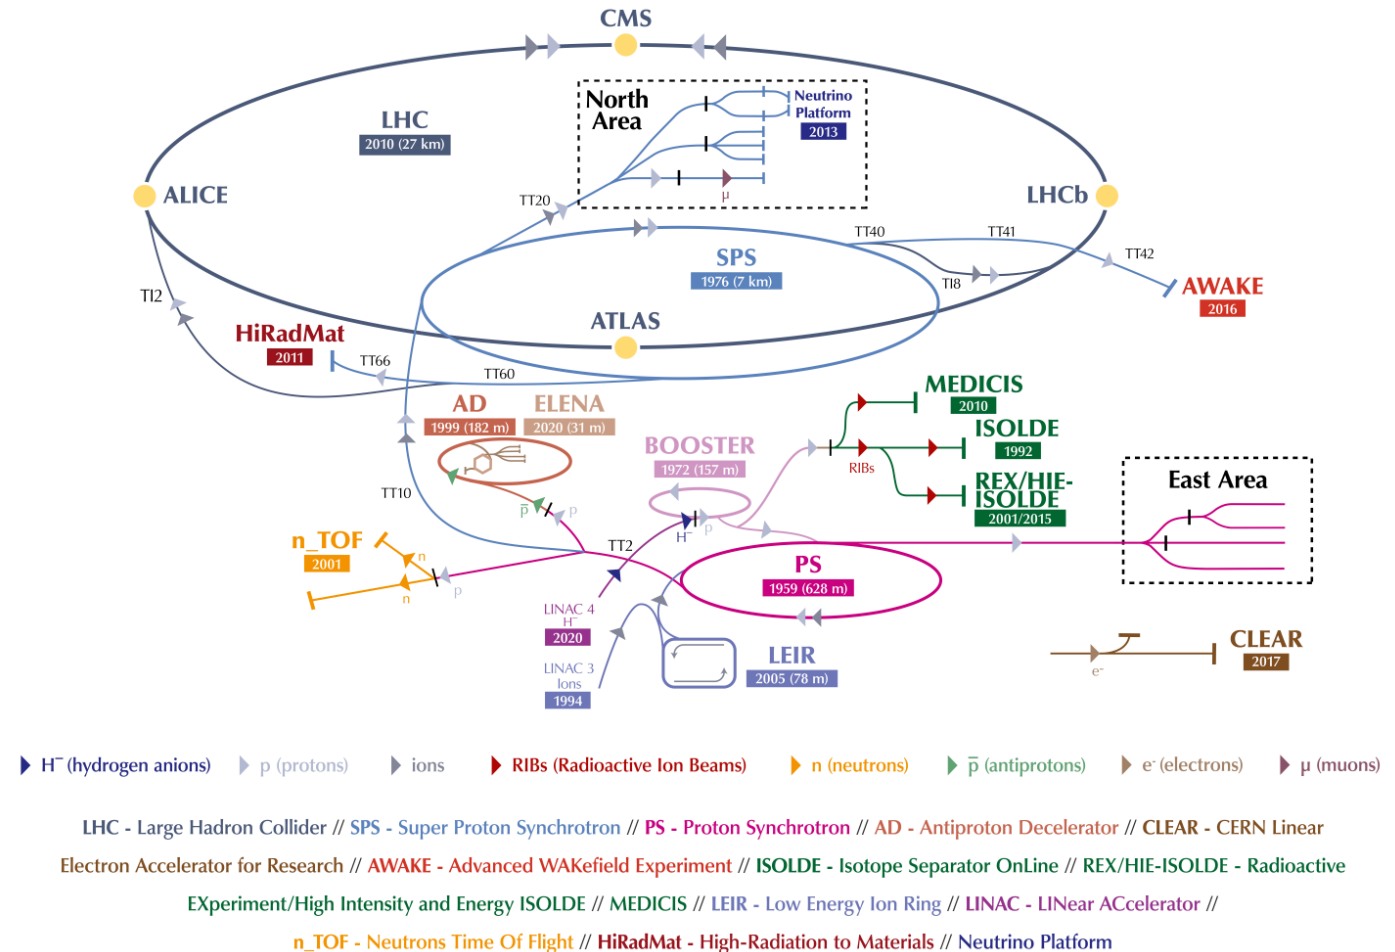 CMS
North
Area
Neutrino
Platform
2013
LHC
2010 (27 km)
μ
ALICE
LHCb
TT20
TT40
TT41
TT42
SPS
1976 (7 km)
TI8
AWAKE
2016
TI2
ATLAS
HiRadMat
2011
TT66
TT60
MEDICIS
2010
AD
1999 (182 m)
ELENA
2020 (31 m)
ISOLDE
1992
BOOSTER
1972 (157 m)
RIBs
REX/HIE-
ISOLDE
2001/2015
East Area
TT10
p̅
p
H⁻
p
n_TOF
2001
n
n
p
TT2
PS
1959 (628 m)
LINAC 4
H⁻
2020
LEIR
2005 (78 m)
LINAC 3
Ions
1994
CLEAR
2017
e⁻
H⁻ (hydrogen anions) p (protons) ions RIBs (Radioactive Ion Beams) n (neutrons) p̅ (antiprotons) e⁻ (electrons) μ (muons)
LHC - Large Hadron Collider // SPS - Super Proton Synchrotron // PS - Proton Synchrotron // AD - Antiproton Decelerator // CLEAR - CERN Linear
Electron Accelerator for Research // AWAKE - Advanced WAKefield Experiment // ISOLDE - Isotope Separator OnLine // REX/HIE-ISOLDE - Radioactive
EXperiment/High Intensity and Energy ISOLDE // MEDICIS // LEIR - Low Energy Ion Ring // LINAC - LINear ACcelerator //
n_TOF - Neutrons Time Of Flight // HiRadMat - High-Radiation to Materials // Neutrino Platform